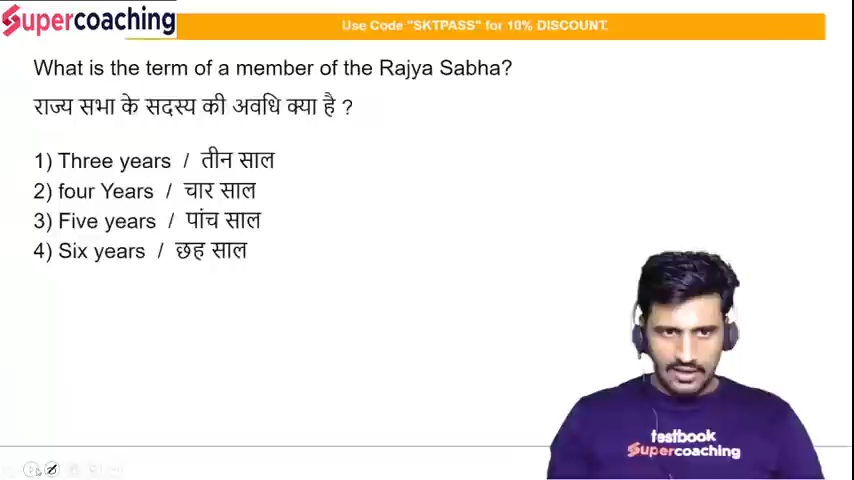 Supercoaching
Use Code "SKTPASS" for 10% DISCOUNT.
What is the term of a member of the Rajya Sabha?
राज्य सभा के सदस्य की अवधि क्या है ?
1) Three years / तीन साल
2) four Years / चार साल
3) Five years / पांच साल
4) Six years / छह साल
testbook
Supercoaching